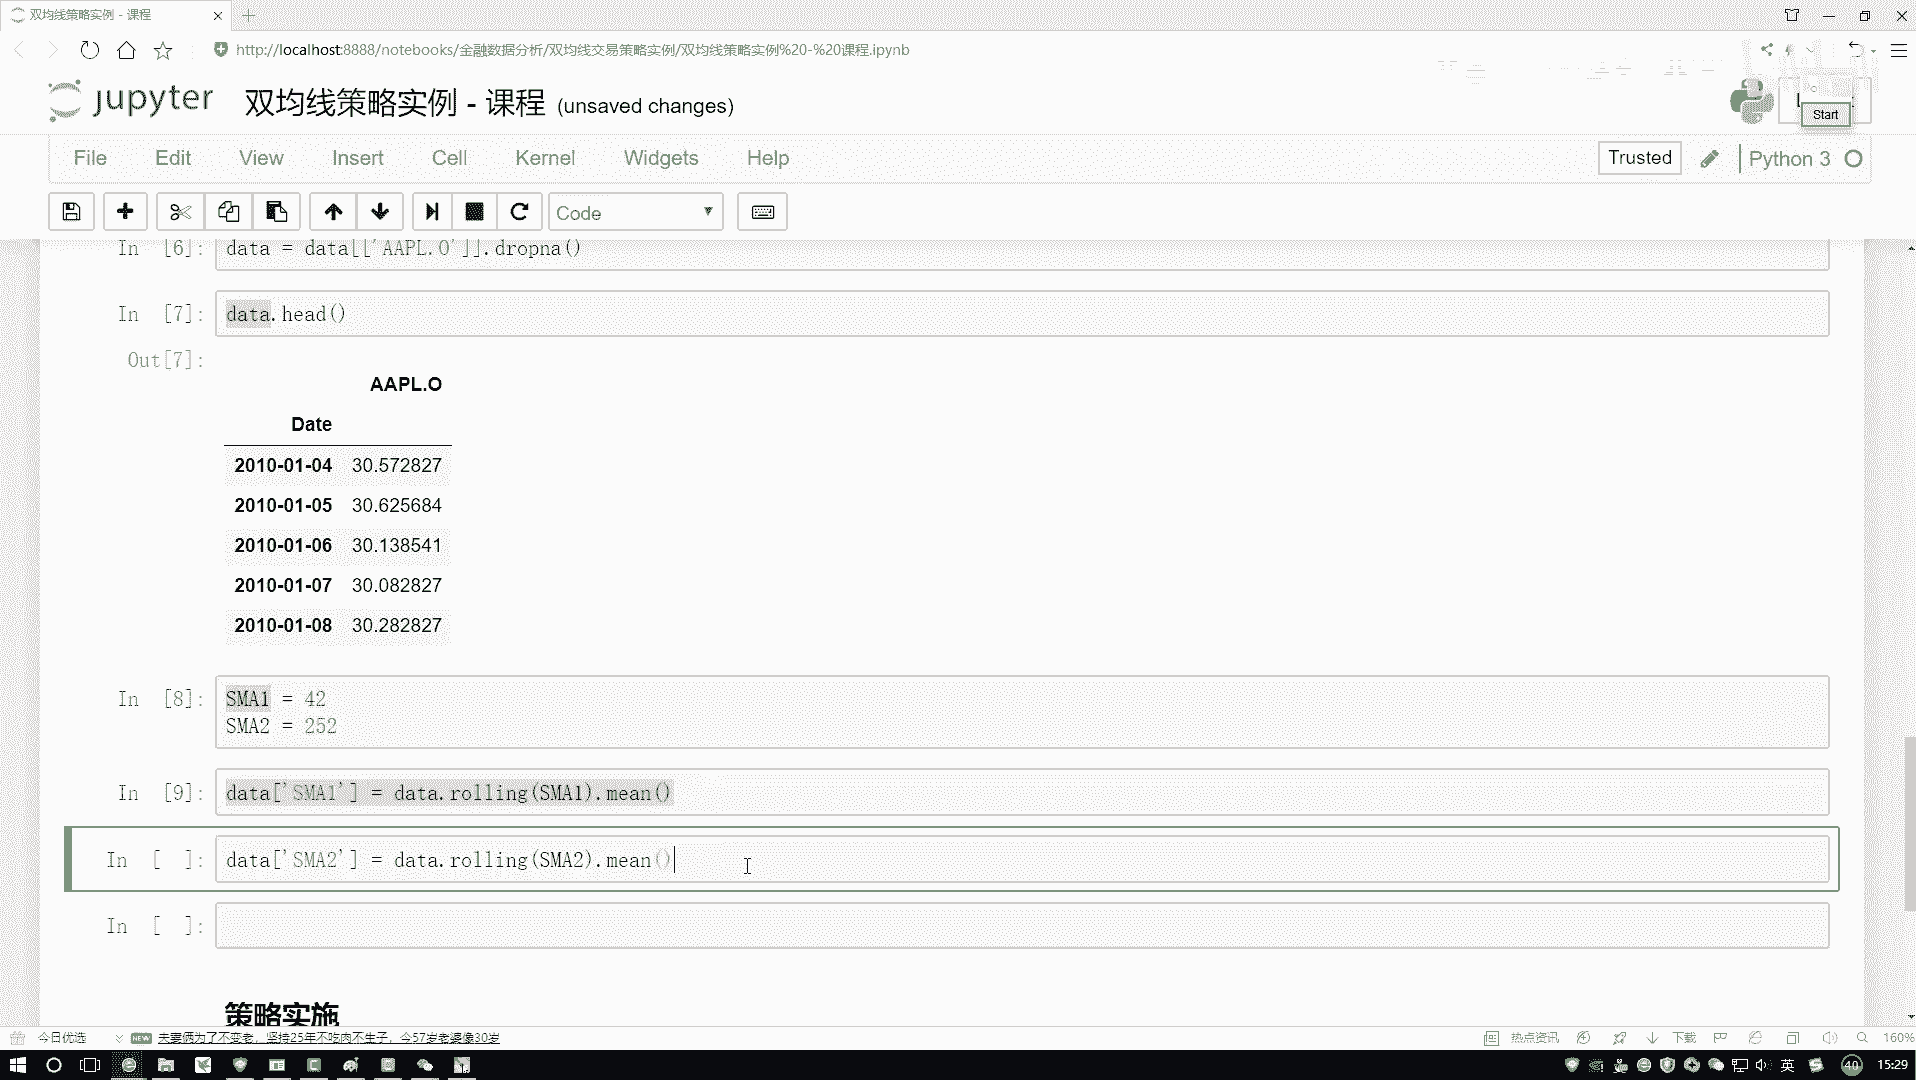 双均线策略实例 - 课程
http://localhost:8888/notebooks/金融数据分析/双均线交易策略实例/双均线策略实例%20-%20课程.ipynb
jupyter 双均线策略实例 - 课程 (unsaved changes)
Start
File Edit View Insert Cell Kernel Widgets Help Trusted Python 3
Code
In [6]: data = data[['AAPL.O']].dropna()
In [7]: data.head()
Out[7]:
AAPL.O
Date
2010-01-04 30.572827
2010-01-05 30.625684
2010-01-06 30.138541
2010-01-07 30.082827
2010-01-08 30.282827
In [8]: SMA1 = 42
SMA2 = 252
In [9]: data['SMA1'] = data.rolling(SMA1).mean()
In [ ]: data['SMA2'] = data.rolling(SMA2).mean()
In [ ]:
策略实施
今日优选 NEW 夫妻俩为了不变老，坚持25年不吃肉不生子，今57岁老婆像30岁 热点资讯 下载 160%
英 40 15:29